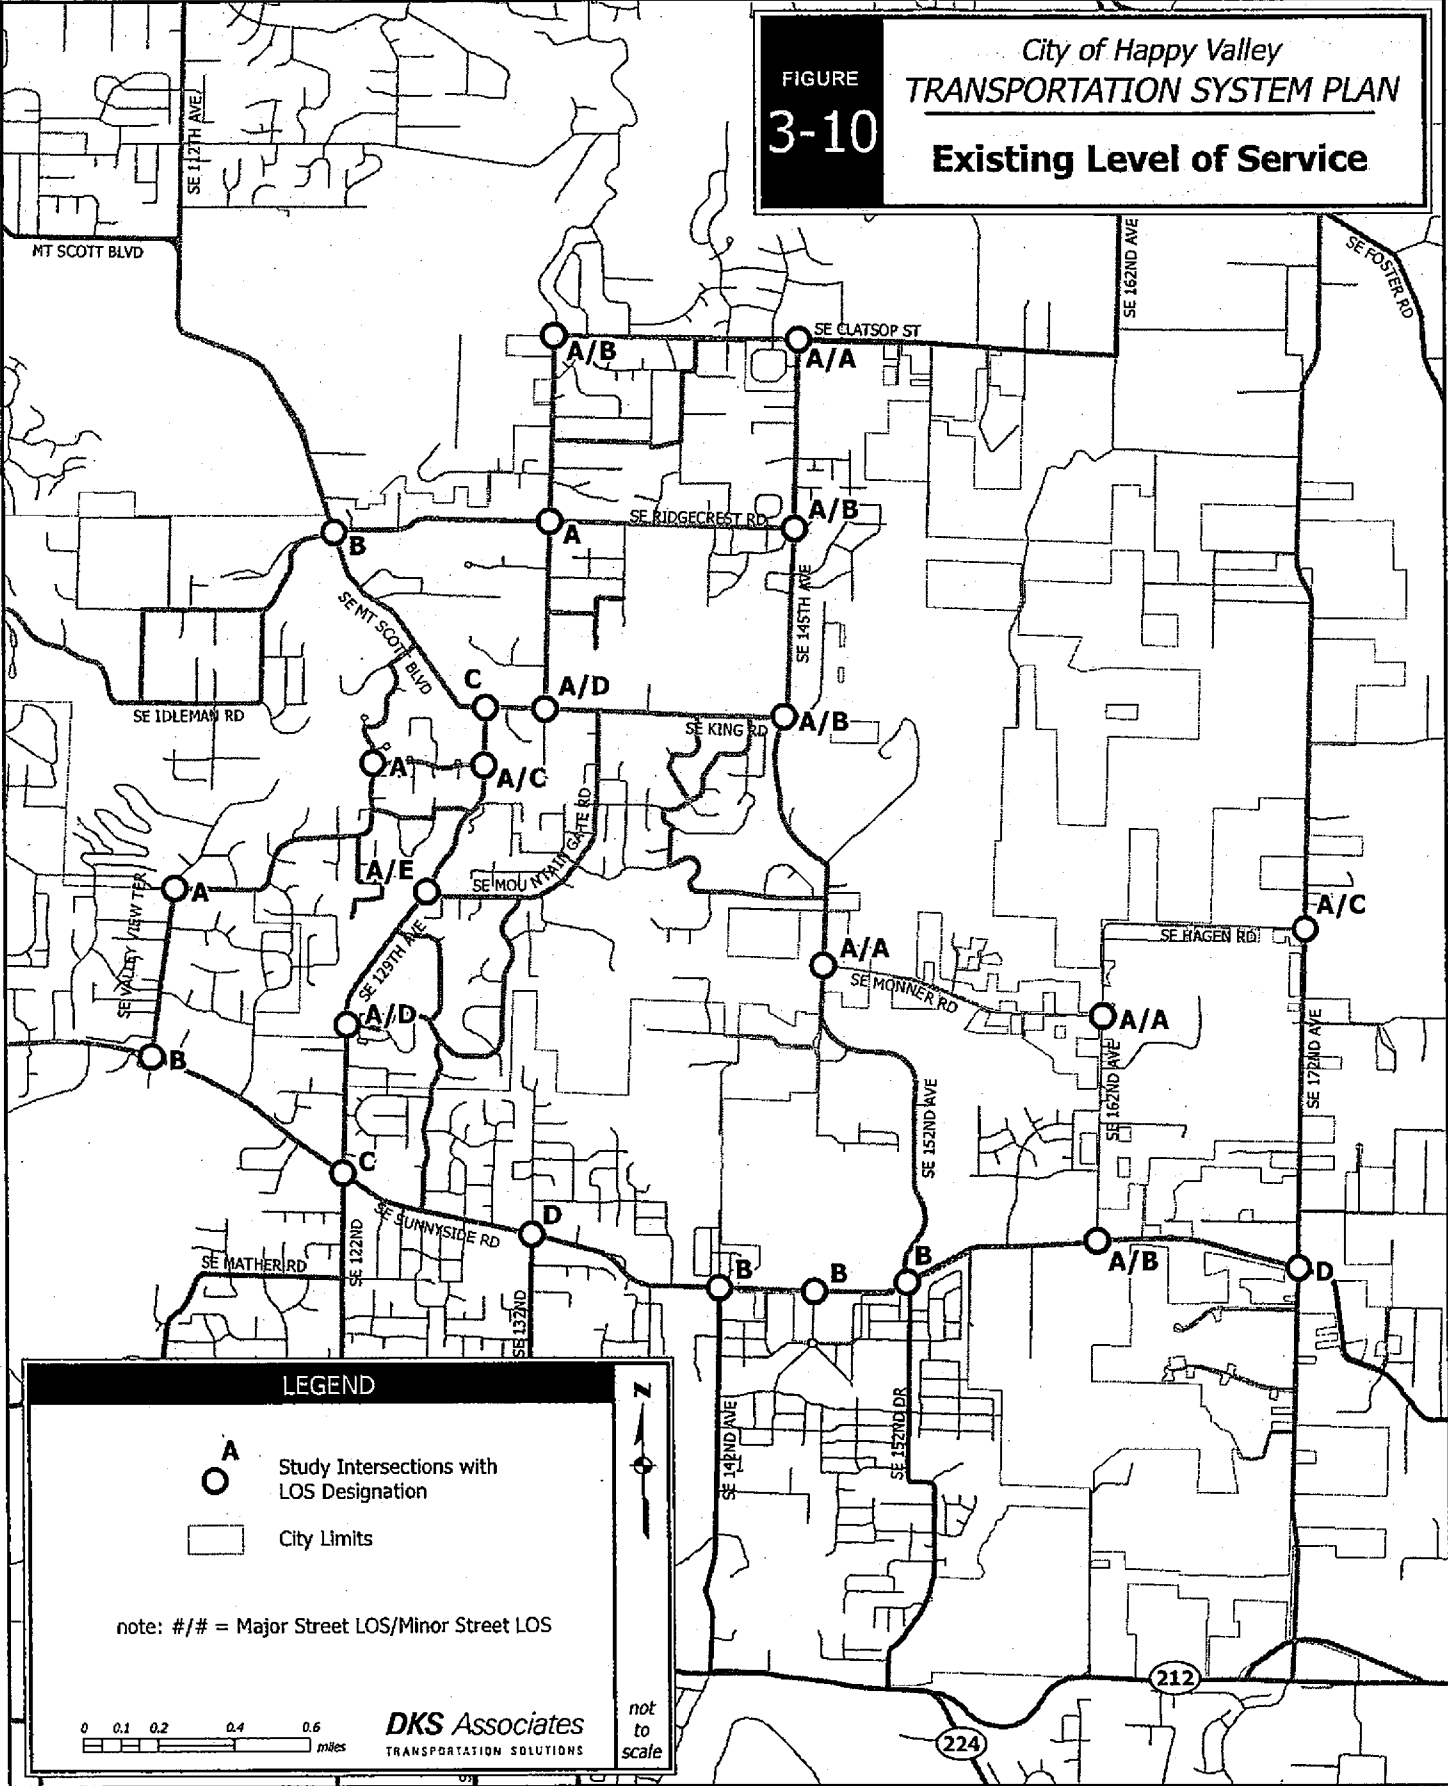 FIGURE
3-10
City of Happy Valley
TRANSPORTATION SYSTEM PLAN
Existing Level of Service
SE 112TH AVE
MT SCOTT BLVD
SE 162ND AVE
SE FOSTER RD
SE CLATSOP ST
A/B
A/A
B
A
SE RIDGECREST RD
A/B
SE MT SCOTT BLVD
SE 145TH AVE
SE IDLEMAN RD
C
A/D
SE KING RD
A/B
A
A/C
SE MOUNTAIN GATE RD
A/E
A
SE VALLEY VIEW TER
SE 129TH AVE
A/C
SE HAGEN RD
A/A
SE MONNER RD
A/D
A/A
B
SE 162ND AVE
SE 172ND AVE
SE 152ND AVE
C
SE SUNNYSIDE RD
D
SE 122ND
SE MATHER RD
SE 132ND
B
B
B
A/B
D
SE 142ND AVE
SE 152ND DR
212
224
LEGEND
A
Study Intersections with
LOS Designation
City Limits
note: #/# = Major Street LOS/Minor Street LOS
0 0.1 0.2 0.4 0.6
miles
DKS Associates
TRANSPORTATION SOLUTIONS
N
not
to
scale